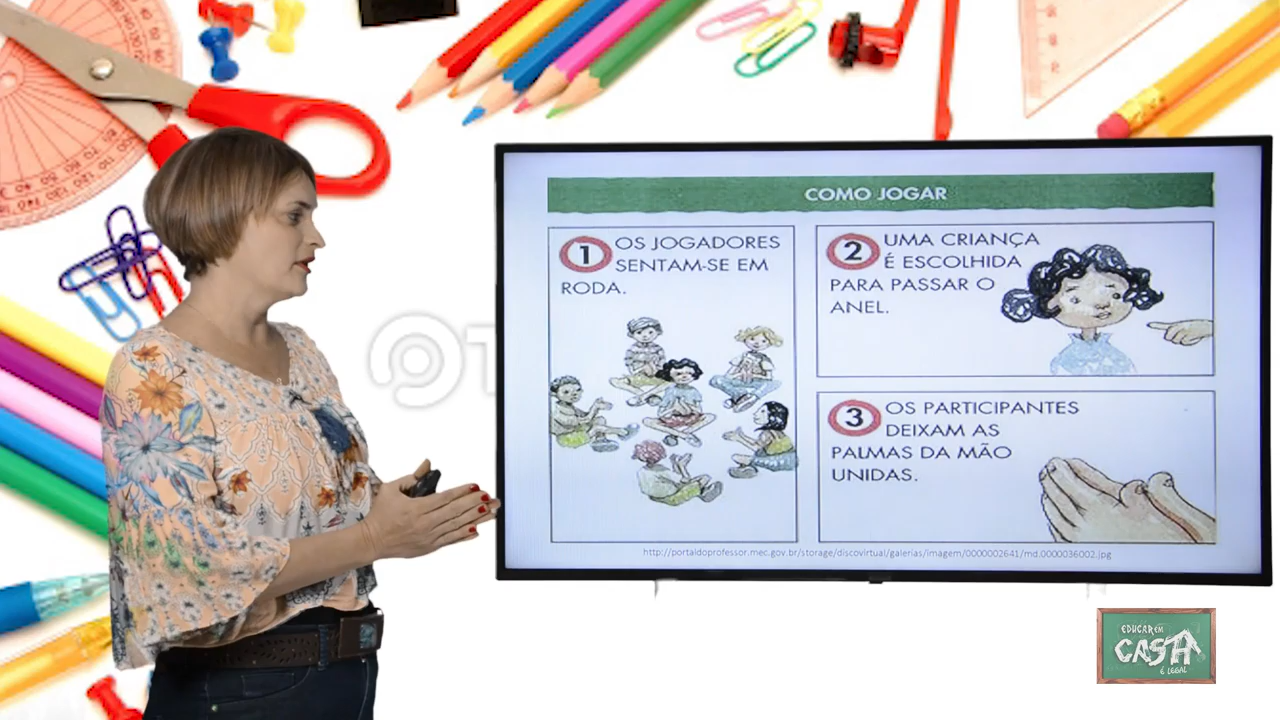 COMO JOGAR
1 OS JOGADORES
SENTAM-SE EM
RODA.
2 UMA CRIANÇA
É ESCOLHIDA
PARA PASSAR O
ANEL.
3 OS PARTICIPANTES
DEIXAM AS
PALMAS DA MÃO
UNIDAS.
http://portaldoprofessor.mec.gov.br/storage/discovirtual/galerias/imagem/0000002641/md.0000036002.jpg
EDUCAR EM
CASA
É LEGAL